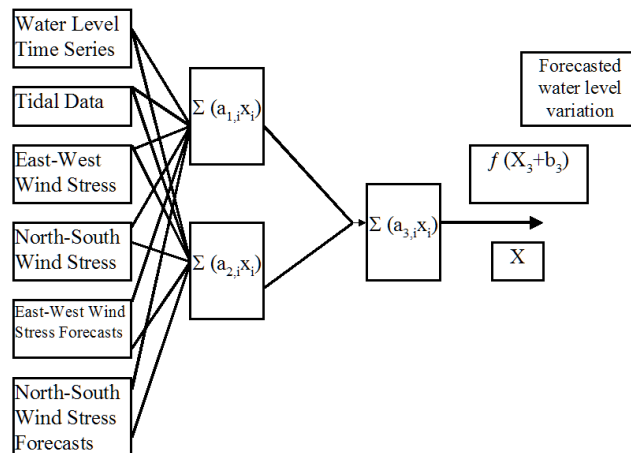 Water Level
Time Series
Tidal Data
East-West
Wind Stress
North-South
Wind Stress
East-West Wind
Stress Forecasts
North-South
Wind Stress
Forecasts
Σ (a1,ixi)
Σ (a2,ixi)
Σ (a3,ixi)
Forecasted
water level
variation
f (X3+b3)
X